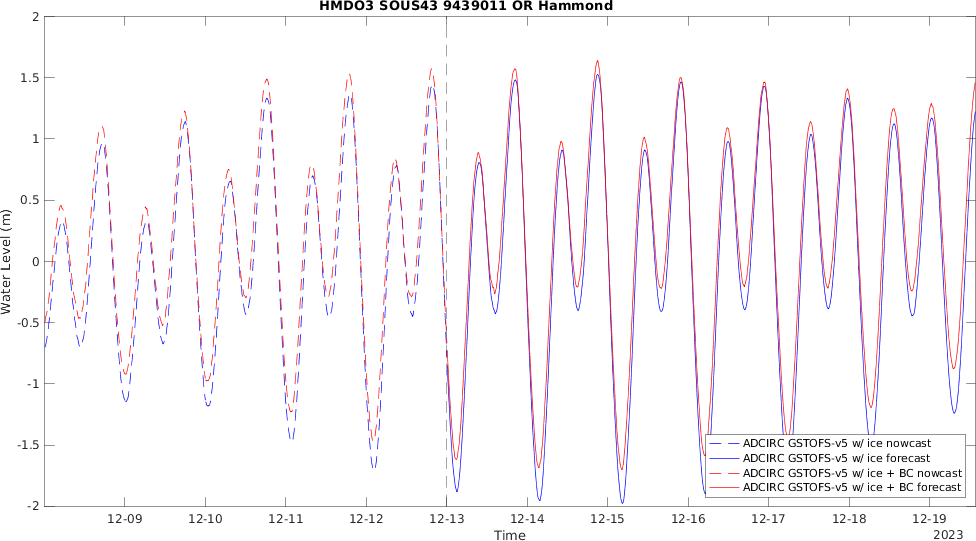 HMDO3 SOUS43 9439011 OR Hammond
2
1.5
1
0.5
0
-0.5
-1
-1.5
-2
Water Level (m)
ADCIRC GSTOFS-v5 w/ ice nowcast
ADCIRC GSTOFS-v5 w/ ice forecast
ADCIRC GSTOFS-v5 w/ ice + BC nowcast
ADCIRC GSTOFS-v5 w/ ice + BC forecast
12-09 12-10 12-11 12-12 12-13 12-14 12-15 12-16 12-17 12-18 12-19
Time
2023